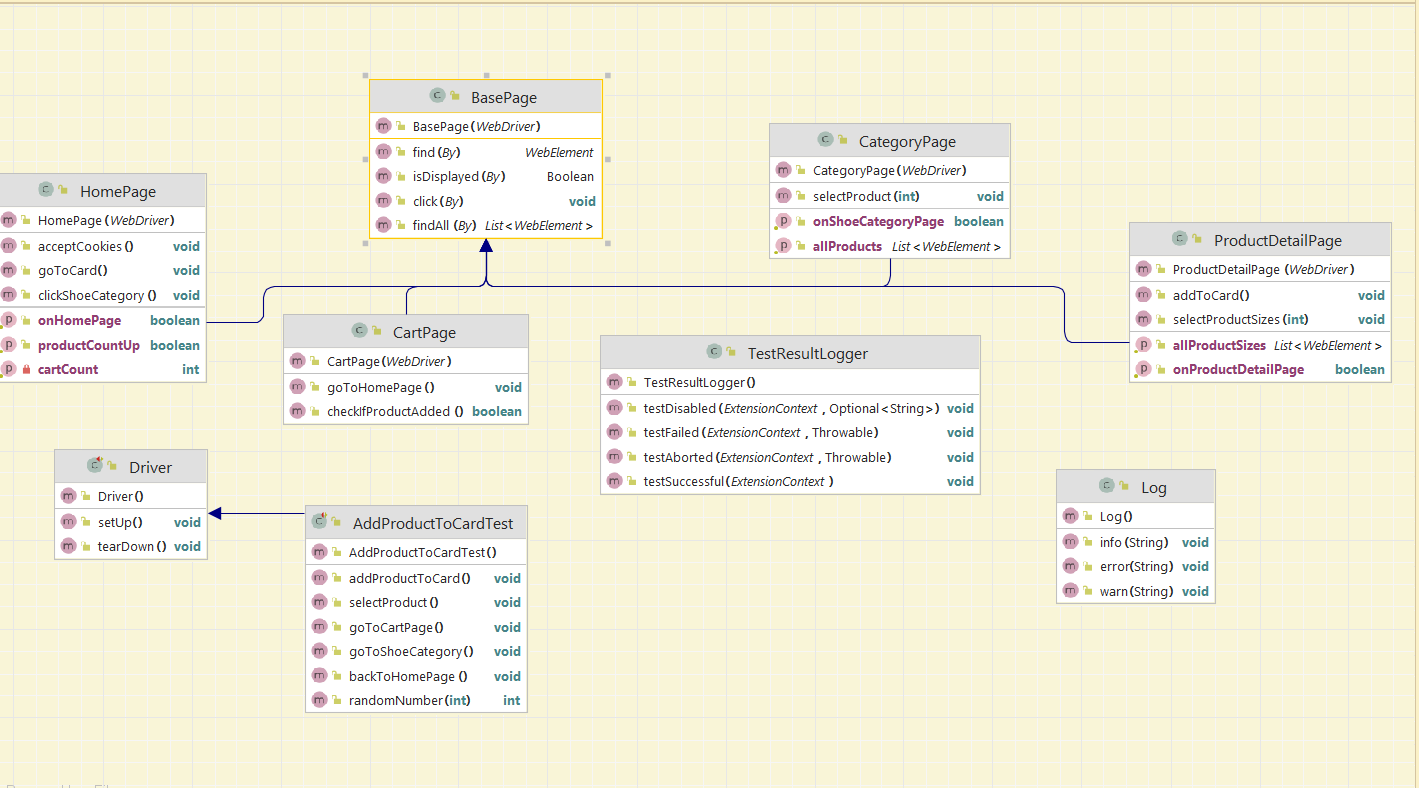 BasePage
BasePage(WebDriver)
find(By) WebElement
isDisplayed(By) Boolean
click(By) void
findAll (By) List<WebElement >
CategoryPage
CategoryPage(WebDriver)
selectProduct(int) void
onShoeCategoryPage boolean
allProducts List<WebElement >
HomePage
HomePage(WebDriver)
acceptCookies() void
goToCard() void
clickShoeCategory () void
onHomePage boolean
productCountUp boolean
cartCount int
ProductDetailPage
ProductDetailPage (WebDriver)
addToCard() void
selectProductSizes (int) void
allProductSizes List<WebElement >
onProductDetailPage boolean
CartPage
CartPage(WebDriver)
goToHomePage () void
checkIfProductAdded () boolean
TestResultLogger
TestResultLogger()
testDisabled(ExtensionContext , Optional<String>) void
testFailed(ExtensionContext , Throwable) void
testAborted(ExtensionContext , Throwable) void
testSuccessful(ExtensionContext ) void
Driver
Driver()
setUp() void
tearDown () void
AddProductToCardTest
AddProductToCardTest()
addProductToCard() void
selectProduct() void
goToCartPage() void
goToShoeCategory() void
backToHomePage () void
randomNumber(int) int
Log
Log()
info(String) void
error(String) void
warn(String) void